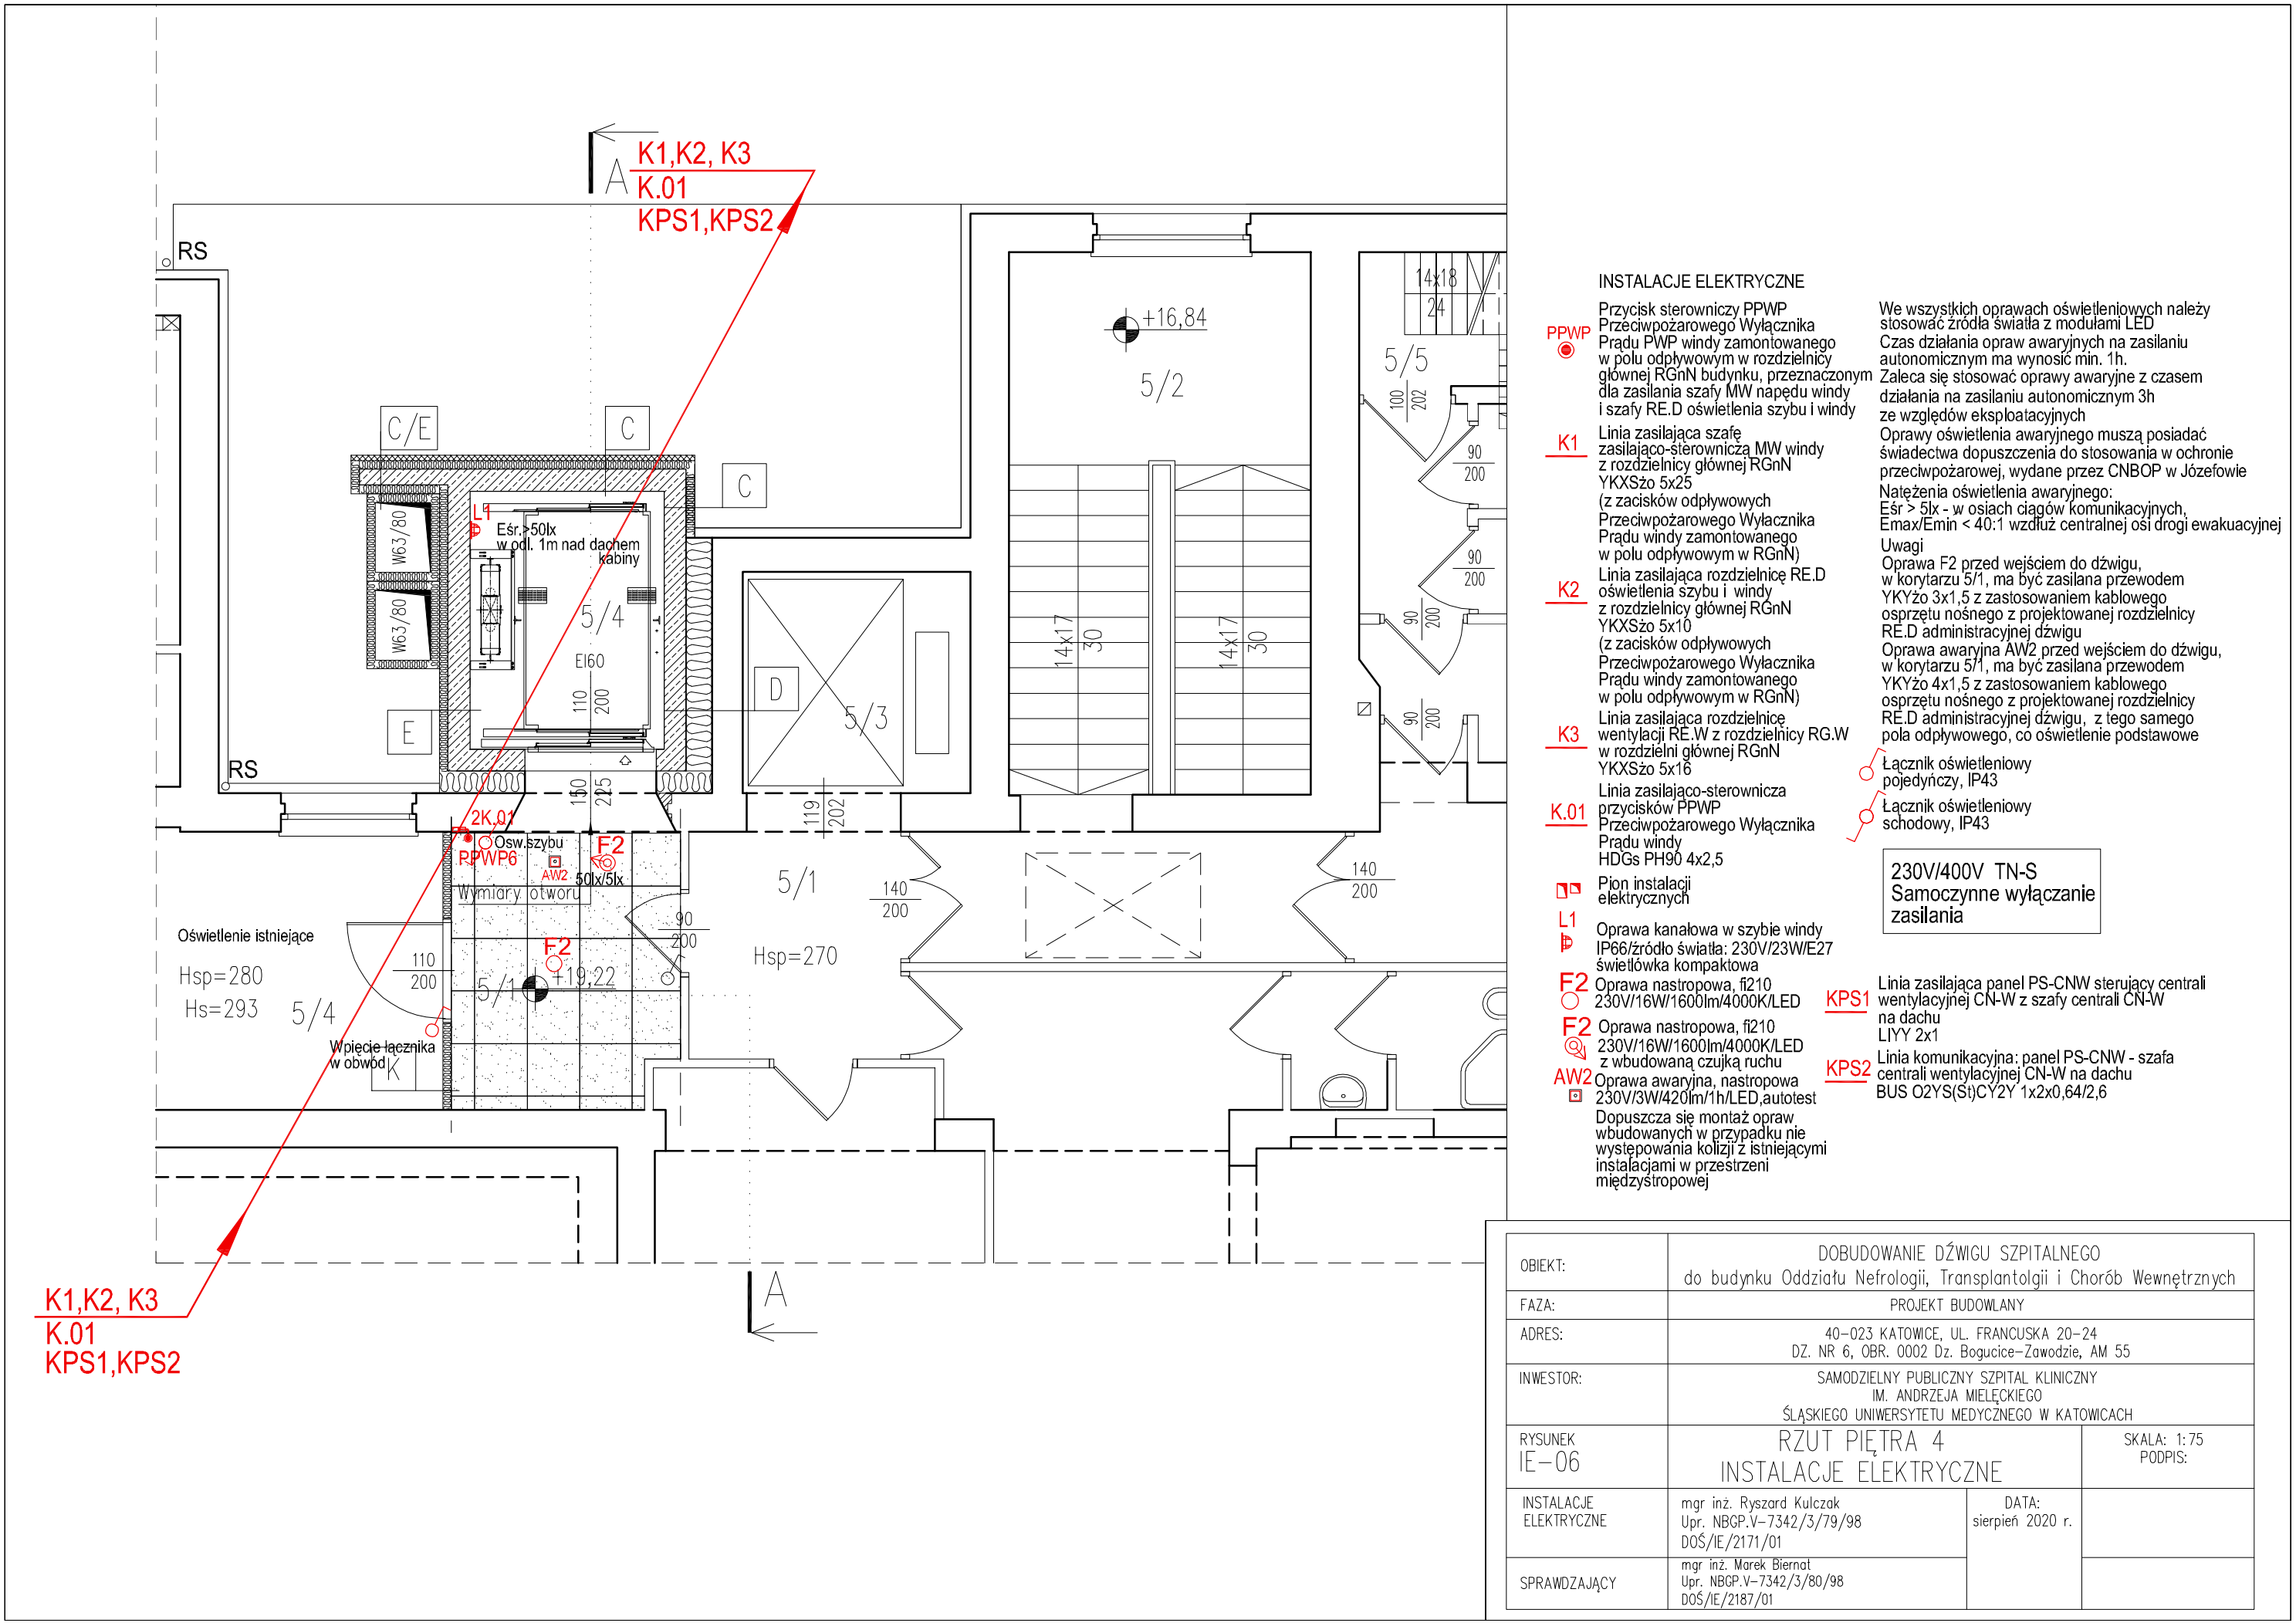 K1,K2, K3
A
K.01
KPS1,KPS2
RS
C/E
C
C
L1
Eśr.>50lx
w odl. 1m nad dachem
kabiny
W63/80
W63/80
5/4
EI60
110
200
E
D
RS
150
225
5/3
119
202
+16,84
5/2
14x17
30
14x17
30
14x18
24
5/5
100
202
90
200
90
200
90
200
90
200
2K.01
Ośw.szybu
PPWP6
F2
AW2
50lx/5lx
Wymiary otworu
5/1
140
200
140
200
90
200
Hsp=270
Oświetlenie istniejące
Hsp=280
Hs=293
5/4
110
200
F2
5/1
+19,22
Wpięcie łącznika
w obwód
K
A
K1,K2, K3
K.01
KPS1,KPS2
INSTALACJE ELEKTRYCZNE
PPWP
Przycisk sterowniczy PPWP
Przeciwpożarowego Wyłącznika
Prądu PWP windy zamontowanego
w polu odpływowym w rozdzielnicy
głównej RGnN budynku, przeznaczonym
dla zasilania szafy MW napędu windy
i szafy RE.D oświetlenia szybu i windy
K1
Linia zasilająca szafę
zasilająco-sterowniczą MW windy
z rozdzielnicy głównej RGnN
YKXSżo 5x25
(z zacisków odpływowych
Przeciwpożarowego Wyłacznika
Prądu windy zamontowanego
w polu odpływowym w RGnN)
K2
Linia zasilająca rozdzielnicę RE.D
oświetlenia szybu i windy
z rozdzielnicy głównej RGnN
YKXSżo 5x10
(z zacisków odpływowych
Przeciwpożarowego Wyłacznika
Prądu windy zamontowanego
w polu odpływowym w RGnN)
K3
Linia zasilająca rozdzielnicę
wentylacji RE.W z rozdzielnicy RG.W
w rozdzielni głównej RGnN
YKXSżo 5x16
K.01
Linia zasilająco-sterownicza
przycisków PPWP
Przeciwpożarowego Wyłącznika
Prądu windy
HDGs PH90 4x2,5
Pion instalacji
elektrycznych
L1
Oprawa kanałowa w szybie windy
IP66/źródło światła: 230V/23W/E27
świetlówka kompaktowa
F2
Oprawa nastropowa, fi210
230V/16W/1600lm/4000K/LED
F2
Oprawa nastropowa, fi210
230V/16W/1600lm/4000K/LED
z wbudowaną czujką ruchu
AW2
Oprawa awaryjna, nastropowa
230V/3W/420lm/1h/LED,autotest
Dopuszcza się montaż opraw
wbudowanych w przypadku nie
występowania kolizji z istniejącymi
instalacjami w przestrzeni
międzystropowej
We wszystkich oprawach oświetleniowych należy
stosować źródła światła z modułami LED
Czas działania opraw awaryjnych na zasilaniu
autonomicznym ma wynosić min. 1h.
Zaleca się stosować oprawy awaryjne z czasem
działania na zasilaniu autonomicznym 3h
ze względów eksploatacyjnych
Oprawy oświetlenia awaryjnego muszą posiadać
świadectwa dopuszczenia do stosowania w ochronie
przeciwpożarowej, wydane przez CNBOP w Józefowie
Natężenia oświetlenia awaryjnego:
Eśr > 5lx - w osiach ciągów komunikacyjnych,
Emax/Emin < 40:1 wzdłuż centralnej osi drogi ewakuacyjnej
Uwagi
Oprawa F2 przed wejściem do dźwigu,
w korytarzu 5/1, ma być zasilana przewodem
YKYżo 3x1,5 z zastosowaniem kablowego
osprzętu nośnego z projektowanej rozdzielnicy
RE.D administracyjnej dźwigu
Oprawa awaryjna AW2 przed wejściem do dźwigu,
w korytarzu 5/1, ma być zasilana przewodem
YKYżo 4x1,5 z zastosowaniem kablowego
osprzętu nośnego z projektowanej rozdzielnicy
RE.D administracyjnej dźwigu, z tego samego
pola odpływowego, co oświetlenie podstawowe
Łącznik oświetleniowy
pojedyńczy, IP43
Łącznik oświetleniowy
schodowy, IP43
230V/400V TN-S
Samoczynne wyłączanie
zasilania
KPS1
Linia zasilająca panel PS-CNW sterujący centrali
wentylacyjnej CN-W z szafy centrali CN-W
na dachu
LIYY 2x1
KPS2
Linia komunikacyjna: panel PS-CNW - szafa
centrali wentylacyjnej CN-W na dachu
BUS O2YS(St)CY2Y 1x2x0,64/2,6
OBIEKT:
DOBUDOWANIE DŹWIGU SZPITALNEGO
do budynku Oddziału Nefrologii, Transplantolgii i Chorób Wewnętrznych
FAZA:
PROJEKT BUDOWLANY
ADRES:
40-023 KATOWICE, UL. FRANCUSKA 20-24
DZ. NR 6, OBR. 0002 Dz. Bogucice-Zawodzie, AM 55
INWESTOR:
SAMODZIELNY PUBLICZNY SZPITAL KLINICZNY
IM. ANDRZEJA MIELĘCKIEGO
ŚLĄSKIEGO UNIWERSYTETU MEDYCZNEGO W KATOWICACH
RYSUNEK
IE-06
RZUT PIĘTRA 4
INSTALACJE ELEKTRYCZNE
SKALA: 1:75
PODPIS:
INSTALACJE
ELEKTRYCZNE
mgr inż. Ryszard Kulczak
Upr. NBGP.V-7342/3/79/98
DOŚ/IE/2171/01
DATA:
sierpień 2020 r.
SPRAWDZAJĄCY
mgr inż. Marek Biernat
Upr. NBGP.V-7342/3/80/98
DOŚ/IE/2187/01